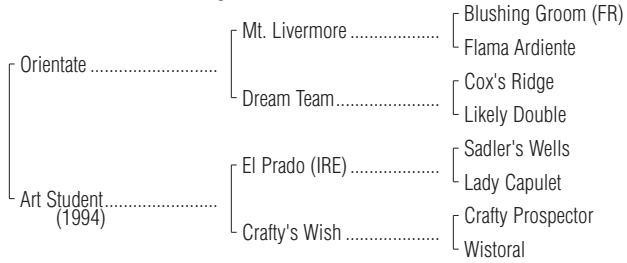 Blushing Groom (FR)
Mt. Livermore ...................
Flama Ardiente
Orientate ...........................
Cox's Ridge
Dream Team ......................
Likely Double
Sadler's Wells
El Prado (IRE) ..................
Lady Capulet
Art Student ........................
(1994)
Crafty Prospector
Crafty's Wish ...................
Wistoral